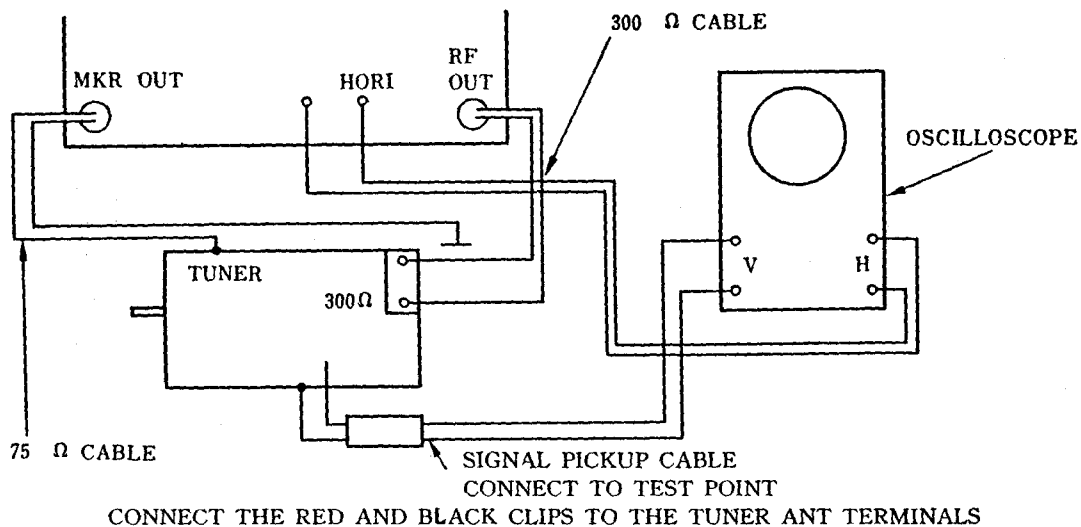 300 Ω CABLE
MKR OUT
HORI
RF
OUT
OSCILLOSCOPE
TUNER
300Ω
V
H
75 Ω CABLE
SIGNAL PICKUP CABLE
CONNECT TO TEST POINT
CONNECT THE RED AND BLACK CLIPS TO THE TUNER ANT TERMINALS